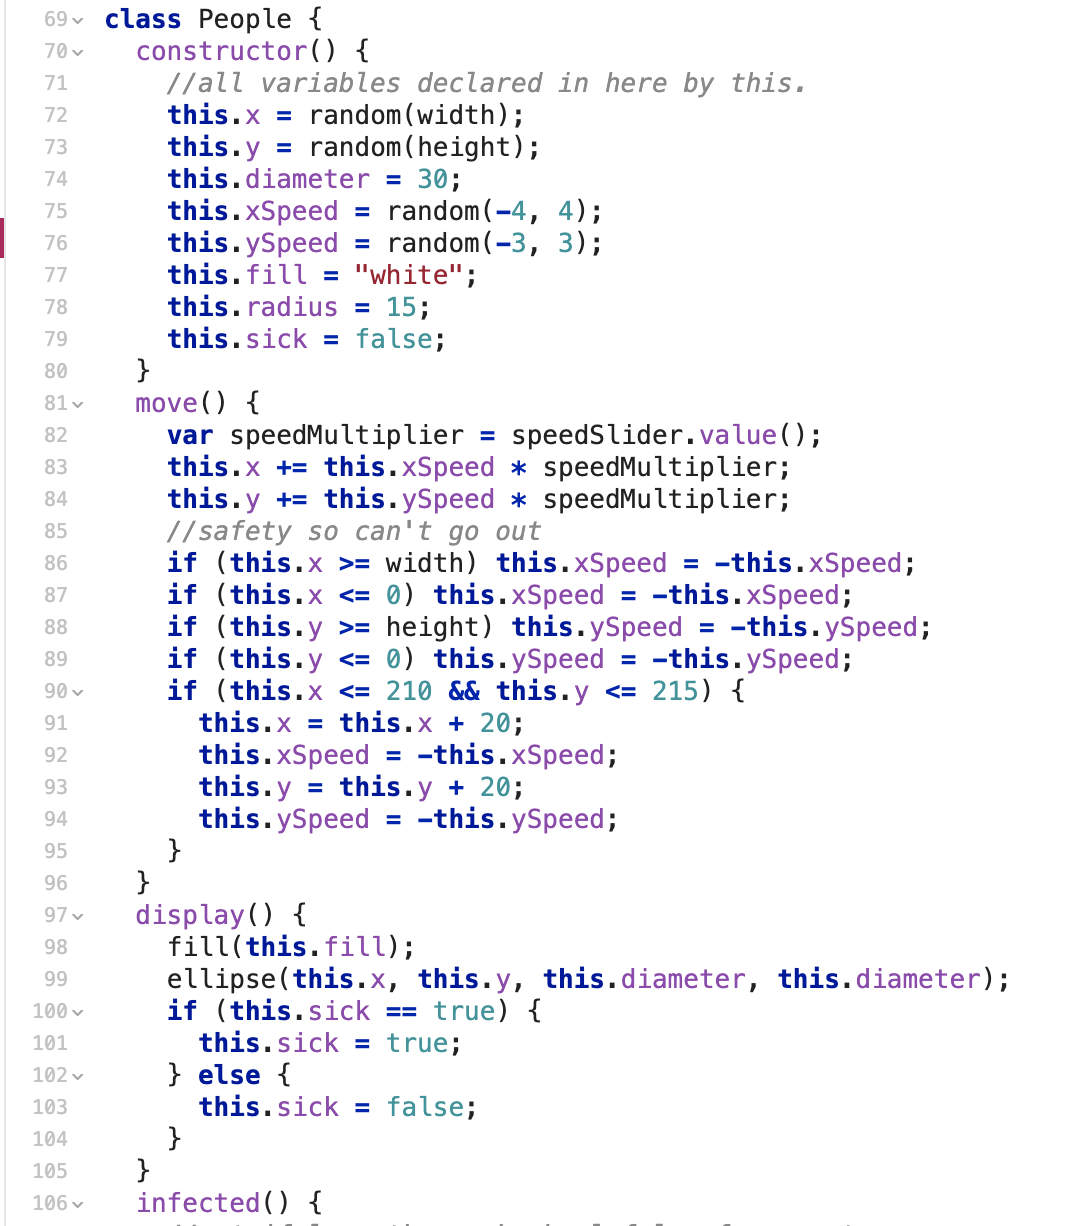 69 class People {
70 constructor() {
71 //all variables declared in here by this.
72 this.x = random(width);
73 this.y = random(height);
74 this.diameter = 30;
75 this.xSpeed = random(-4, 4);
76 this.ySpeed = random(-3, 3);
77 this.fill = "white";
78 this.radius = 15;
79 this.sick = false;
80 }
81 move() {
82 var speedMultiplier = speedSlider.value();
83 this.x += this.xSpeed * speedMultiplier;
84 this.y += this.ySpeed * speedMultiplier;
85 //safety so can't go out
86 if (this.x >= width) this.xSpeed = -this.xSpeed;
87 if (this.x <= 0) this.xSpeed = -this.xSpeed;
88 if (this.y >= height) this.ySpeed = -this.ySpeed;
89 if (this.y <= 0) this.ySpeed = -this.ySpeed;
90 if (this.x <= 210 && this.y <= 215) {
91 this.x = this.x + 20;
92 this.xSpeed = -this.xSpeed;
93 this.y = this.y + 20;
94 this.ySpeed = -this.ySpeed;
95 }
96 }
97 display() {
98 fill(this.fill);
99 ellipse(this.x, this.y, this.diameter, this.diameter);
100 if (this.sick == true) {
101 this.sick = true;
102 } else {
103 this.sick = false;
104 }
105 }
106 infected() {